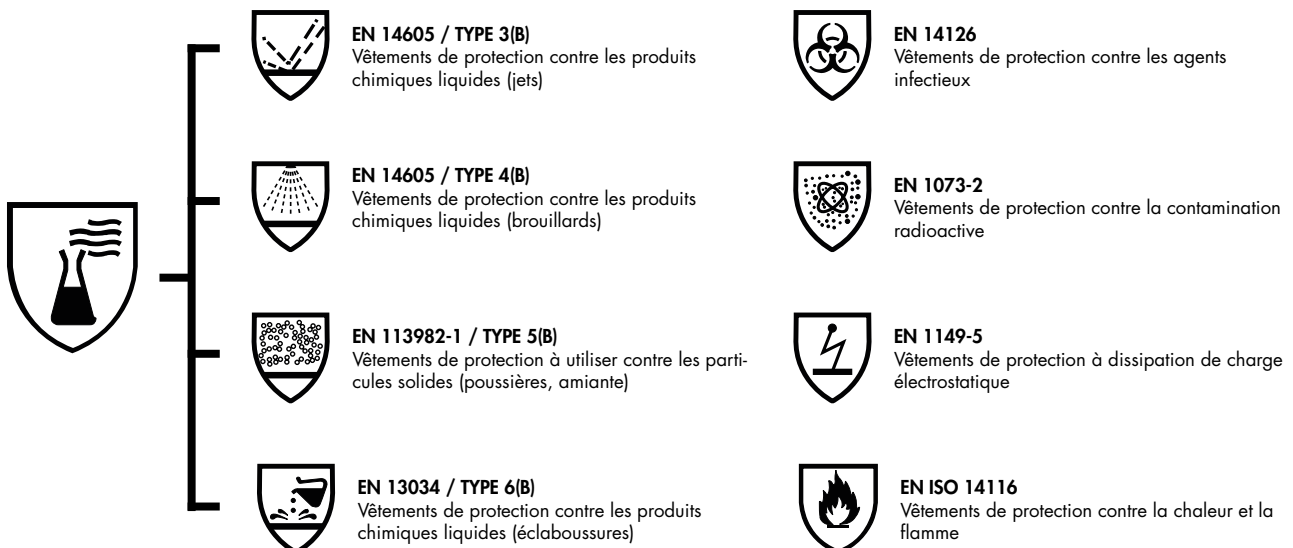 EN 14605 / TYPE 3(B)
Vêtements de protection contre les produits
chimiques liquides (jets)
EN 14605 / TYPE 4(B)
Vêtements de protection contre les produits
chimiques liquides (brouillards)
EN 113982-1 / TYPE 5(B)
Vêtements de protection à utiliser contre les parti-
cules solides (poussières, amiante)
EN 13034 / TYPE 6(B)
Vêtements de protection contre les produits
chimiques liquides (éclaboussures)
EN 14126
Vêtements de protection contre les agents
infectieux
EN 1073-2
Vêtements de protection contre la contamination
radioactive
EN 1149-5
Vêtements de protection à dissipation de charge
électrostatique
EN ISO 14116
Vêtements de protection contre la chaleur et la
flamme